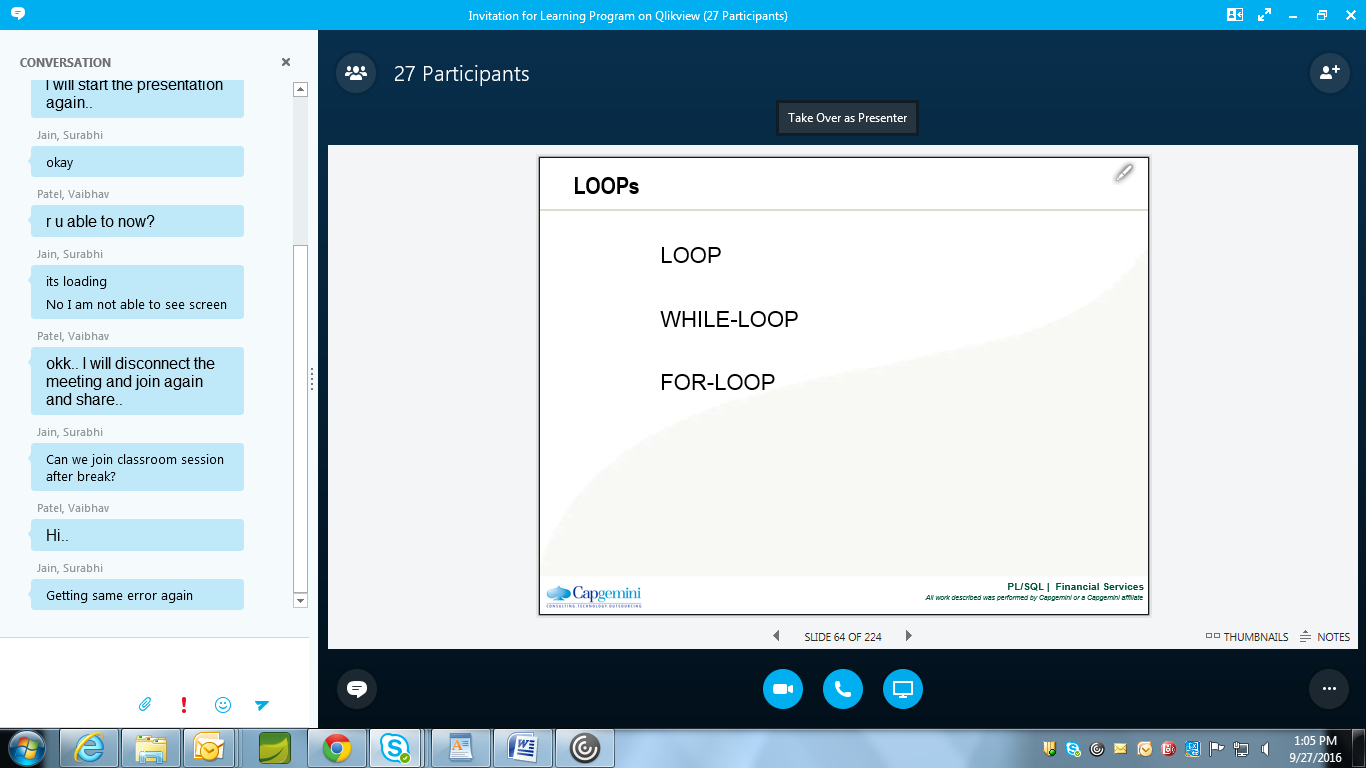 Invitation for Learning Program on Qlikview (27 Participants)
CONVERSATION
I will start the presentation
again..
Jain, Surabhi
okay
Patel, Vaibhav
r u able to now?
Jain, Surabhi
its loading
No I am not able to see screen
Patel, Vaibhav
okk.. I will disconnect the
meeting and join again
and share..
Jain, Surabhi
Can we join classroom session
after break?
Patel, Vaibhav
Hi..
Jain, Surabhi
Getting same error again
27 Participants
Take Over as Presenter
LOOPs
LOOP
WHILE-LOOP
FOR-LOOP
Capgemini
CONSULTING.TECHNOLOGY.OUTSOURCING
PL/SQL | Financial Services
All work described was performed by Capgemini or a Capgemini affiliate
SLIDE 64 OF 224
THUMBNAILS
NOTES
1:05 PM
9/27/2016